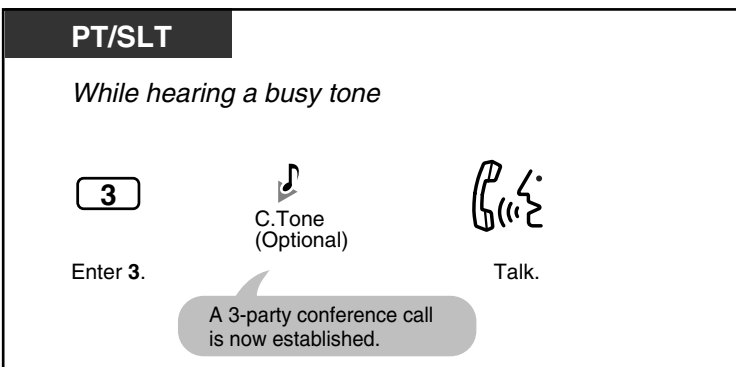 PT/SLT
While hearing a busy tone
3
C.Tone
(Optional)
Enter 3.
Talk.
A 3-party conference call
is now established.